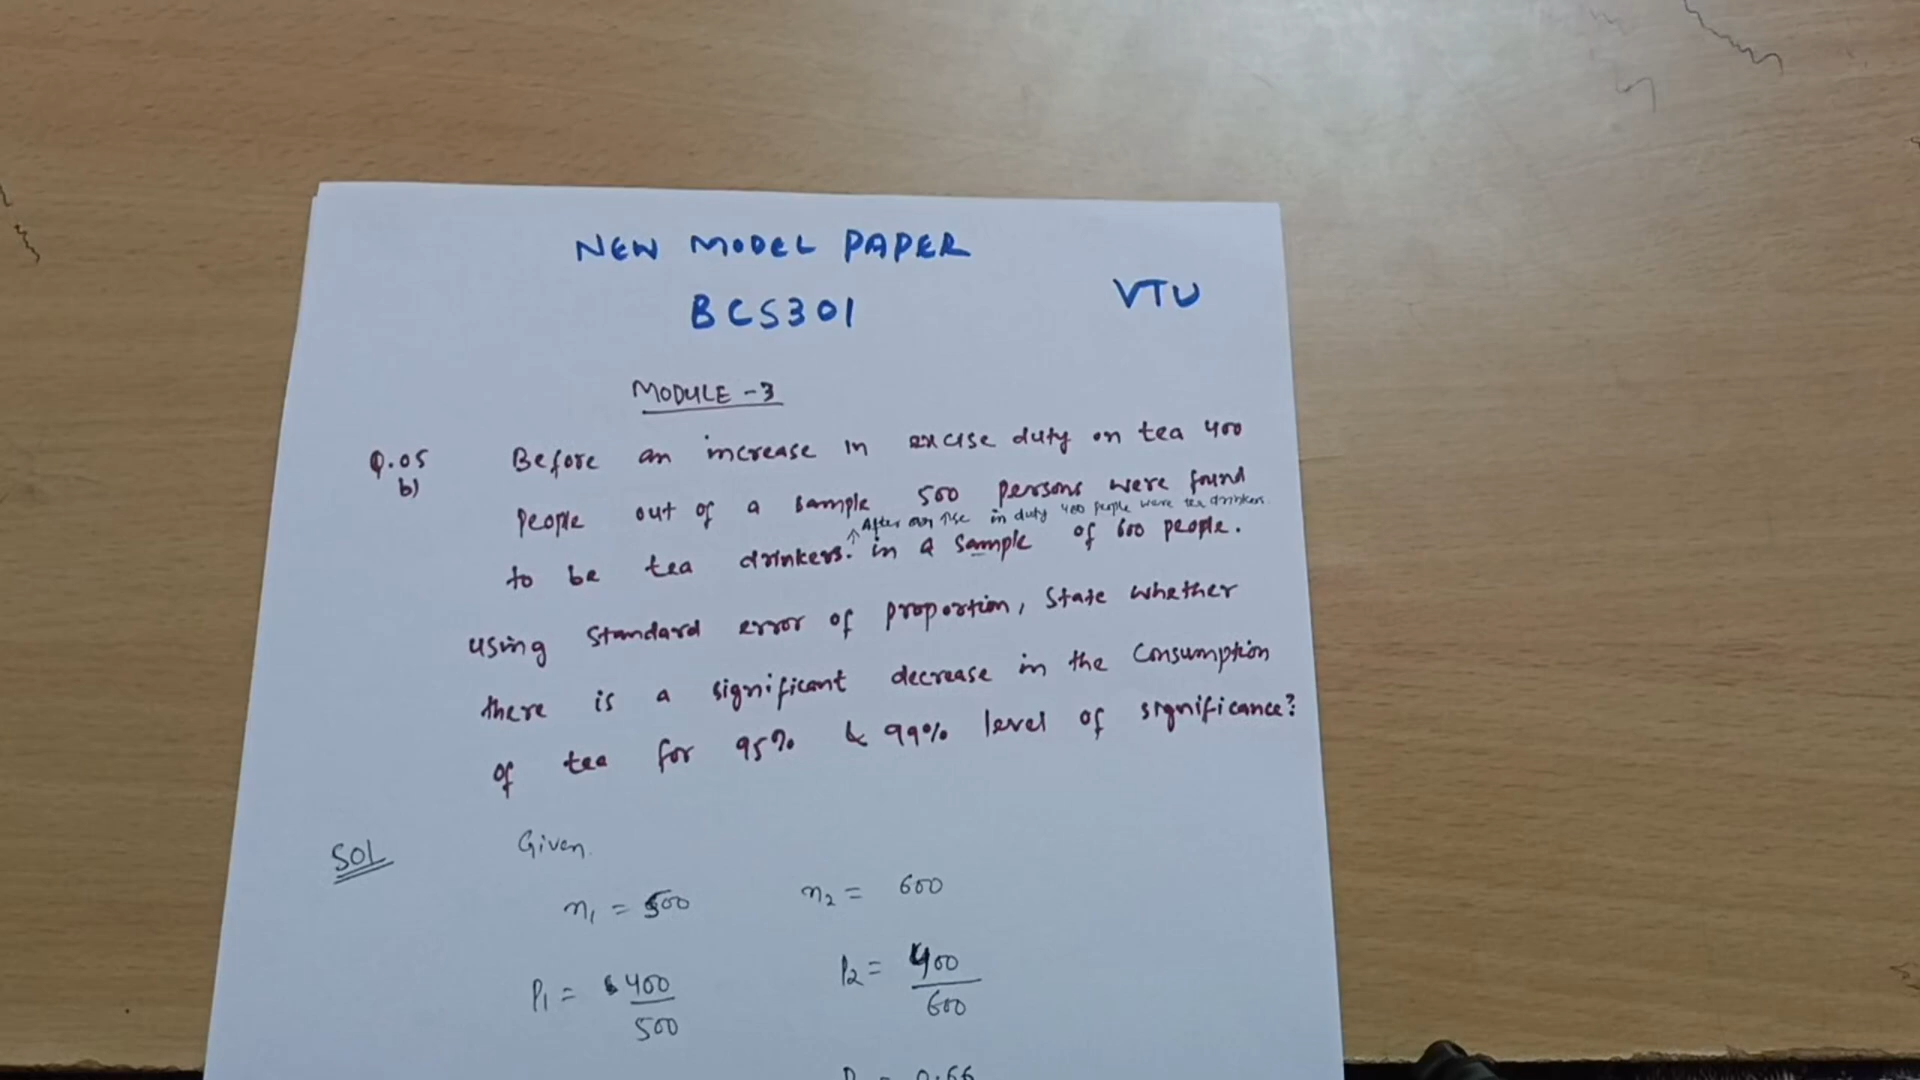 NEW MODEL PAPER
BCS301
VTU
MODULE-3
Q.05 Before an increase in excise duty on tea 400
b)
People out of a sample 500 persons were found
After an rise in duty 400 people were tea drinkers.
to be tea drinkers. in a sample of 600 people.
using standard error of proportion, State whether
there is a significant decrease in the Consumption
of tea for 95% & 99% level of significance?
SOL Given.
n₁ = 500 n₂ = 600
P₁ = 400/500 P₂ = 400/600
= 0.66